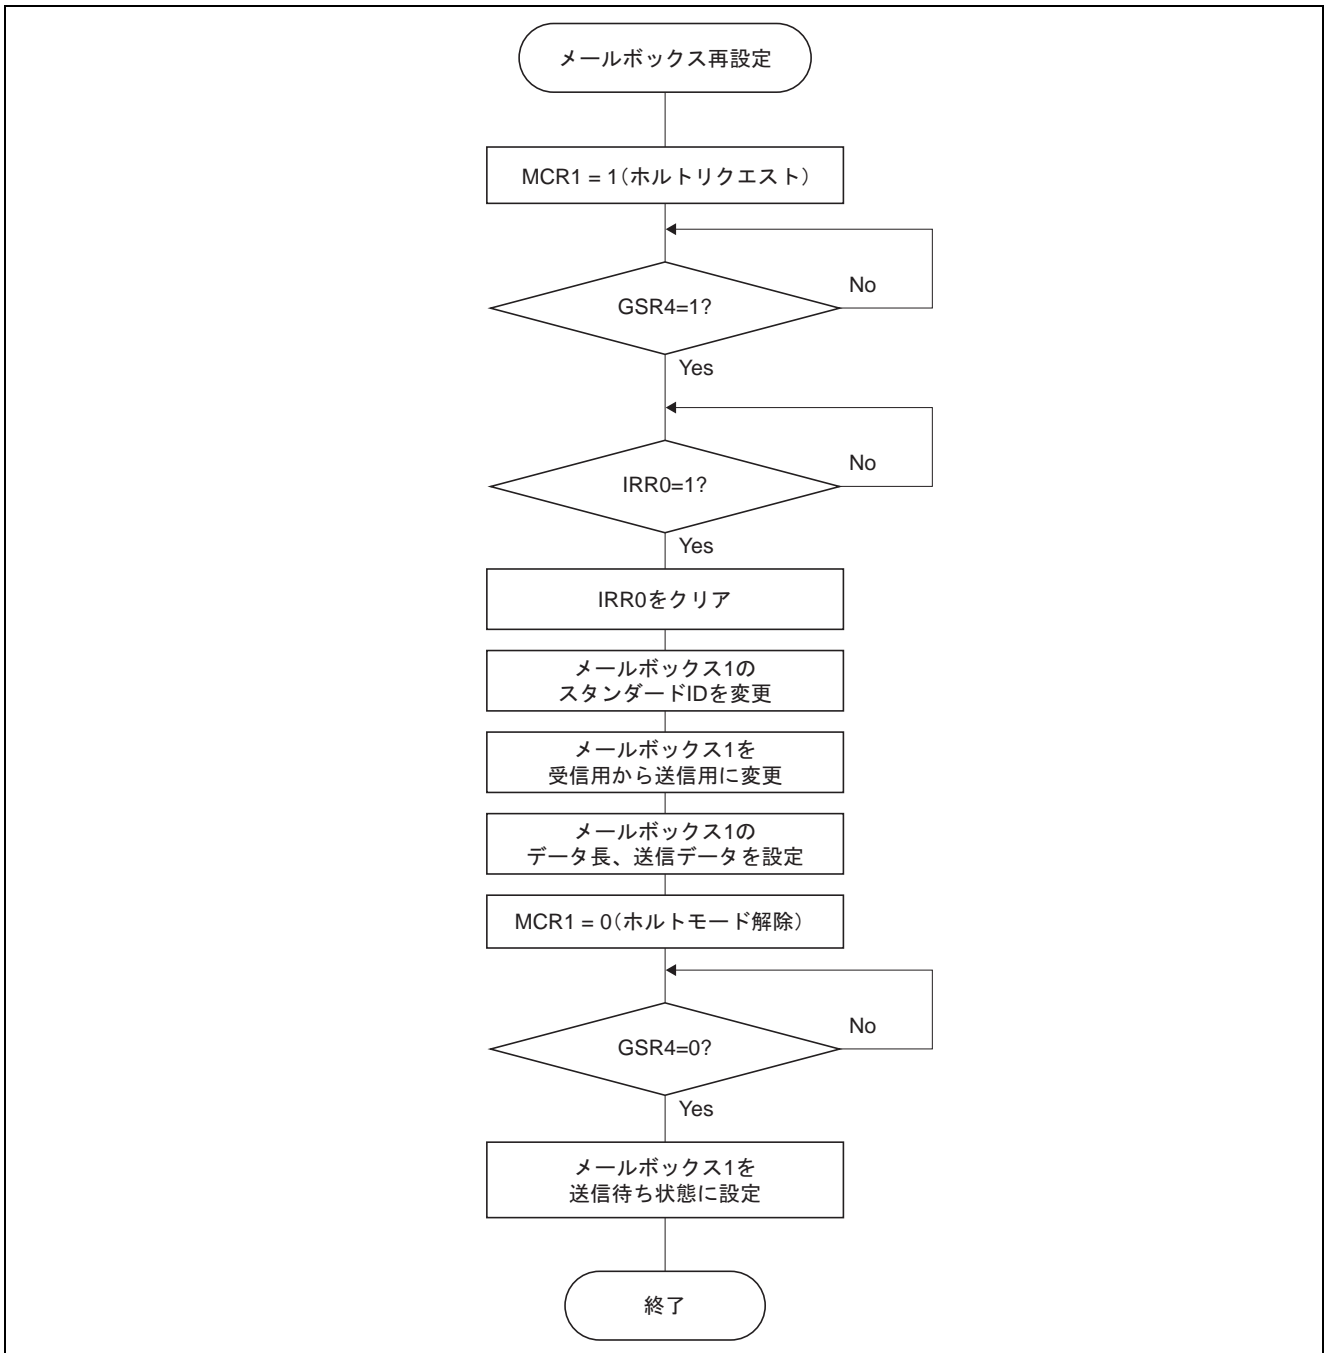 メールボックス再設定
MCR1 = 1(ホルトリクエスト)
No
GSR4=1?
Yes
No
IRR0=1?
Yes
IRR0をクリア
メールボックス1の
スタンダードIDを変更
メールボックス1を
受信用から送信用に変更
メールボックス1の
データ長、送信データを設定
MCR1 = 0(ホルトモード解除)
No
GSR4=0?
Yes
メールボックス1を
送信待ち状態に設定
終了